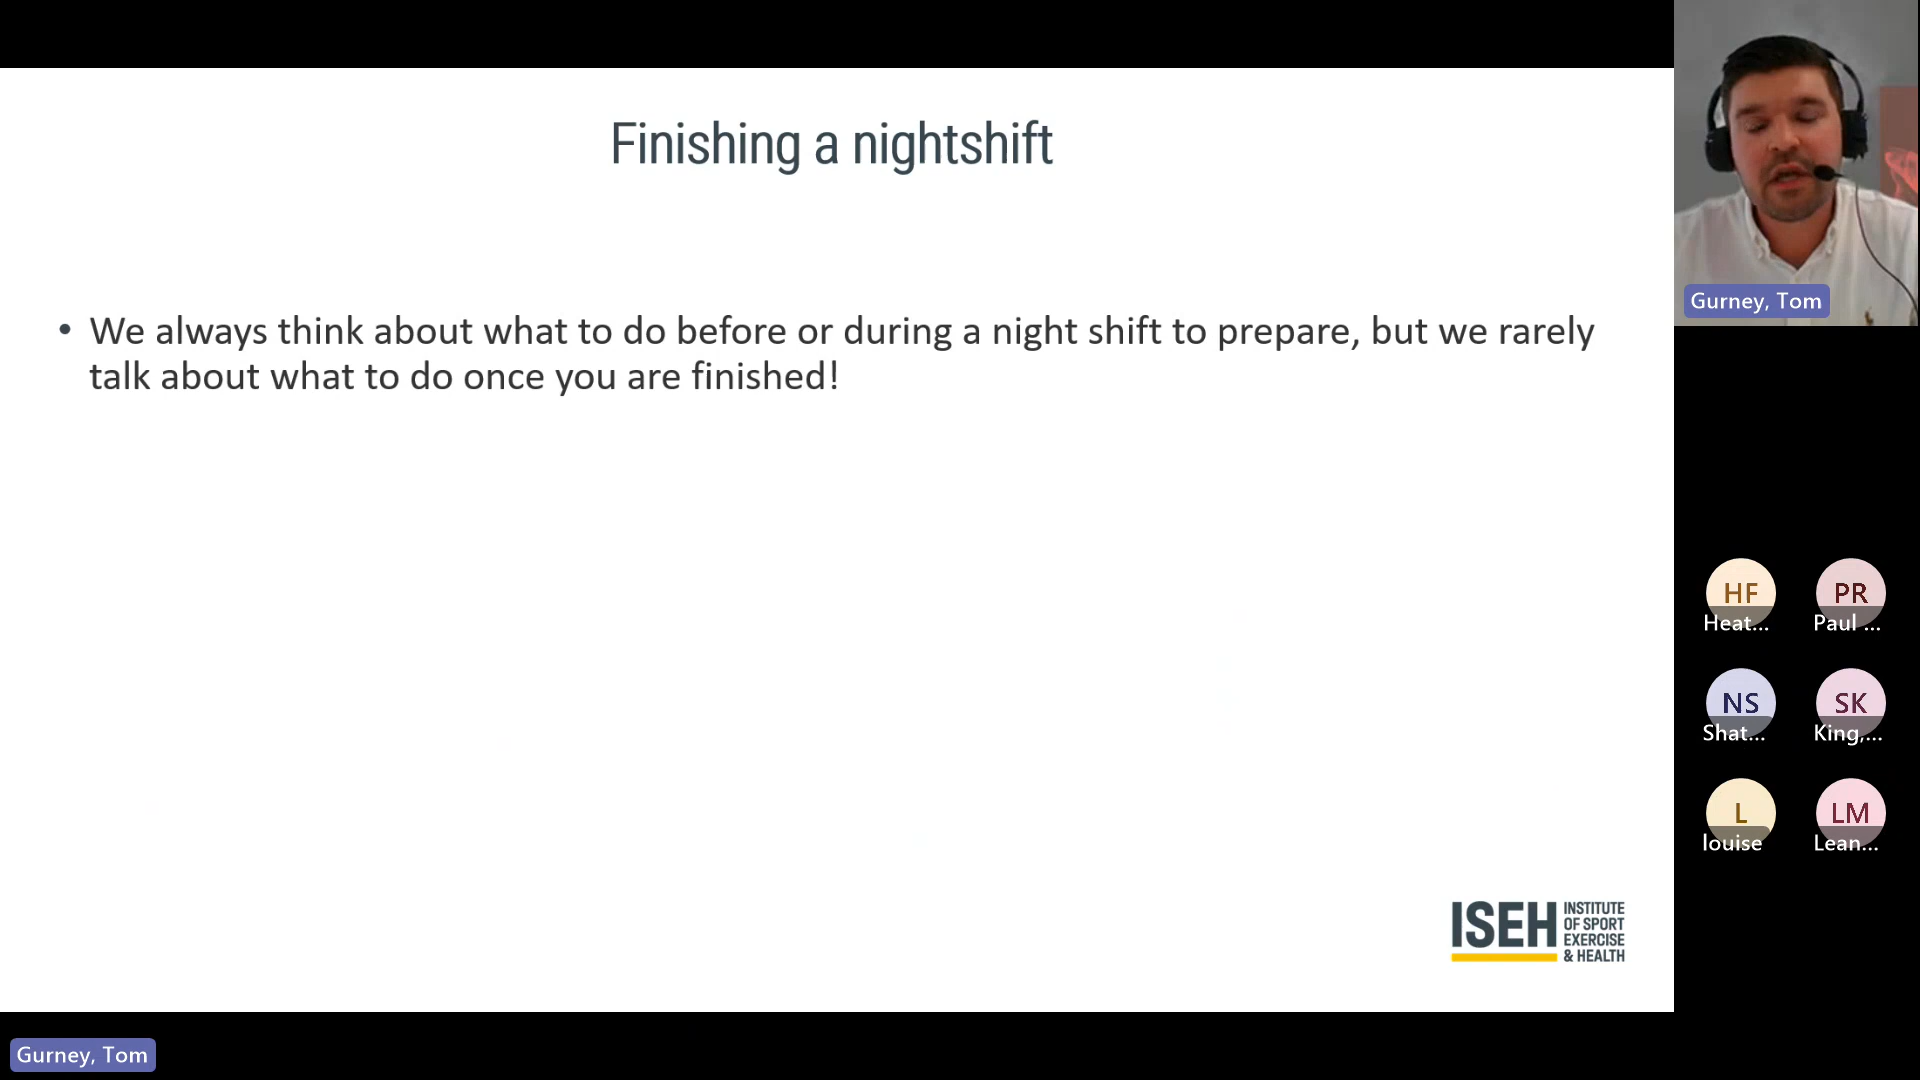 Finishing a nightshift
• We always think about what to do before or during a night shift to prepare, but we rarely
talk about what to do once you are finished!
ISEH
INSTITUTE
OF SPORT
EXERCISE
& HEALTH
Gurney, Tom
HF
Heat...
PR
Paul ...
NS
Shat...
SK
King,...
L
louise
LM
Lean...
Gurney, Tom